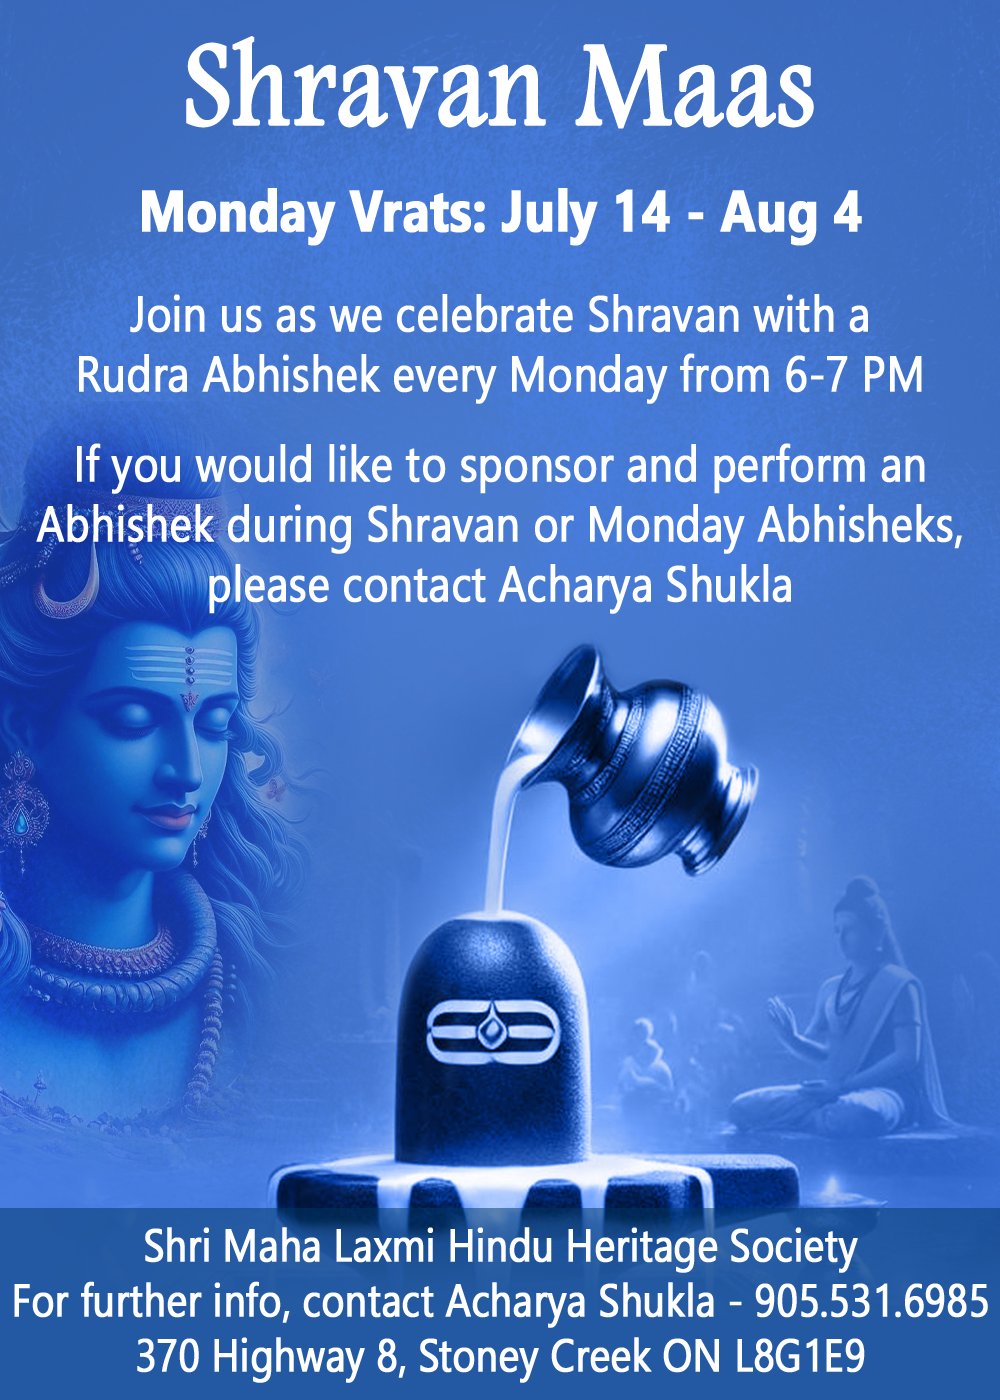 Shravan Maas
Monday Vrats: July 14 - Aug 4
Join us as we celebrate Shravan with a
Rudra Abhishek every Monday from 6-7 PM
If you would like to sponsor and perform an
Abhishek during Shravan or Monday Abhisheks,
please contact Acharya Shukla
Shri Maha Laxmi Hindu Heritage Society
For further info, contact Acharya Shukla - 905.531.6985
370 Highway 8, Stoney Creek ON L8G1E9